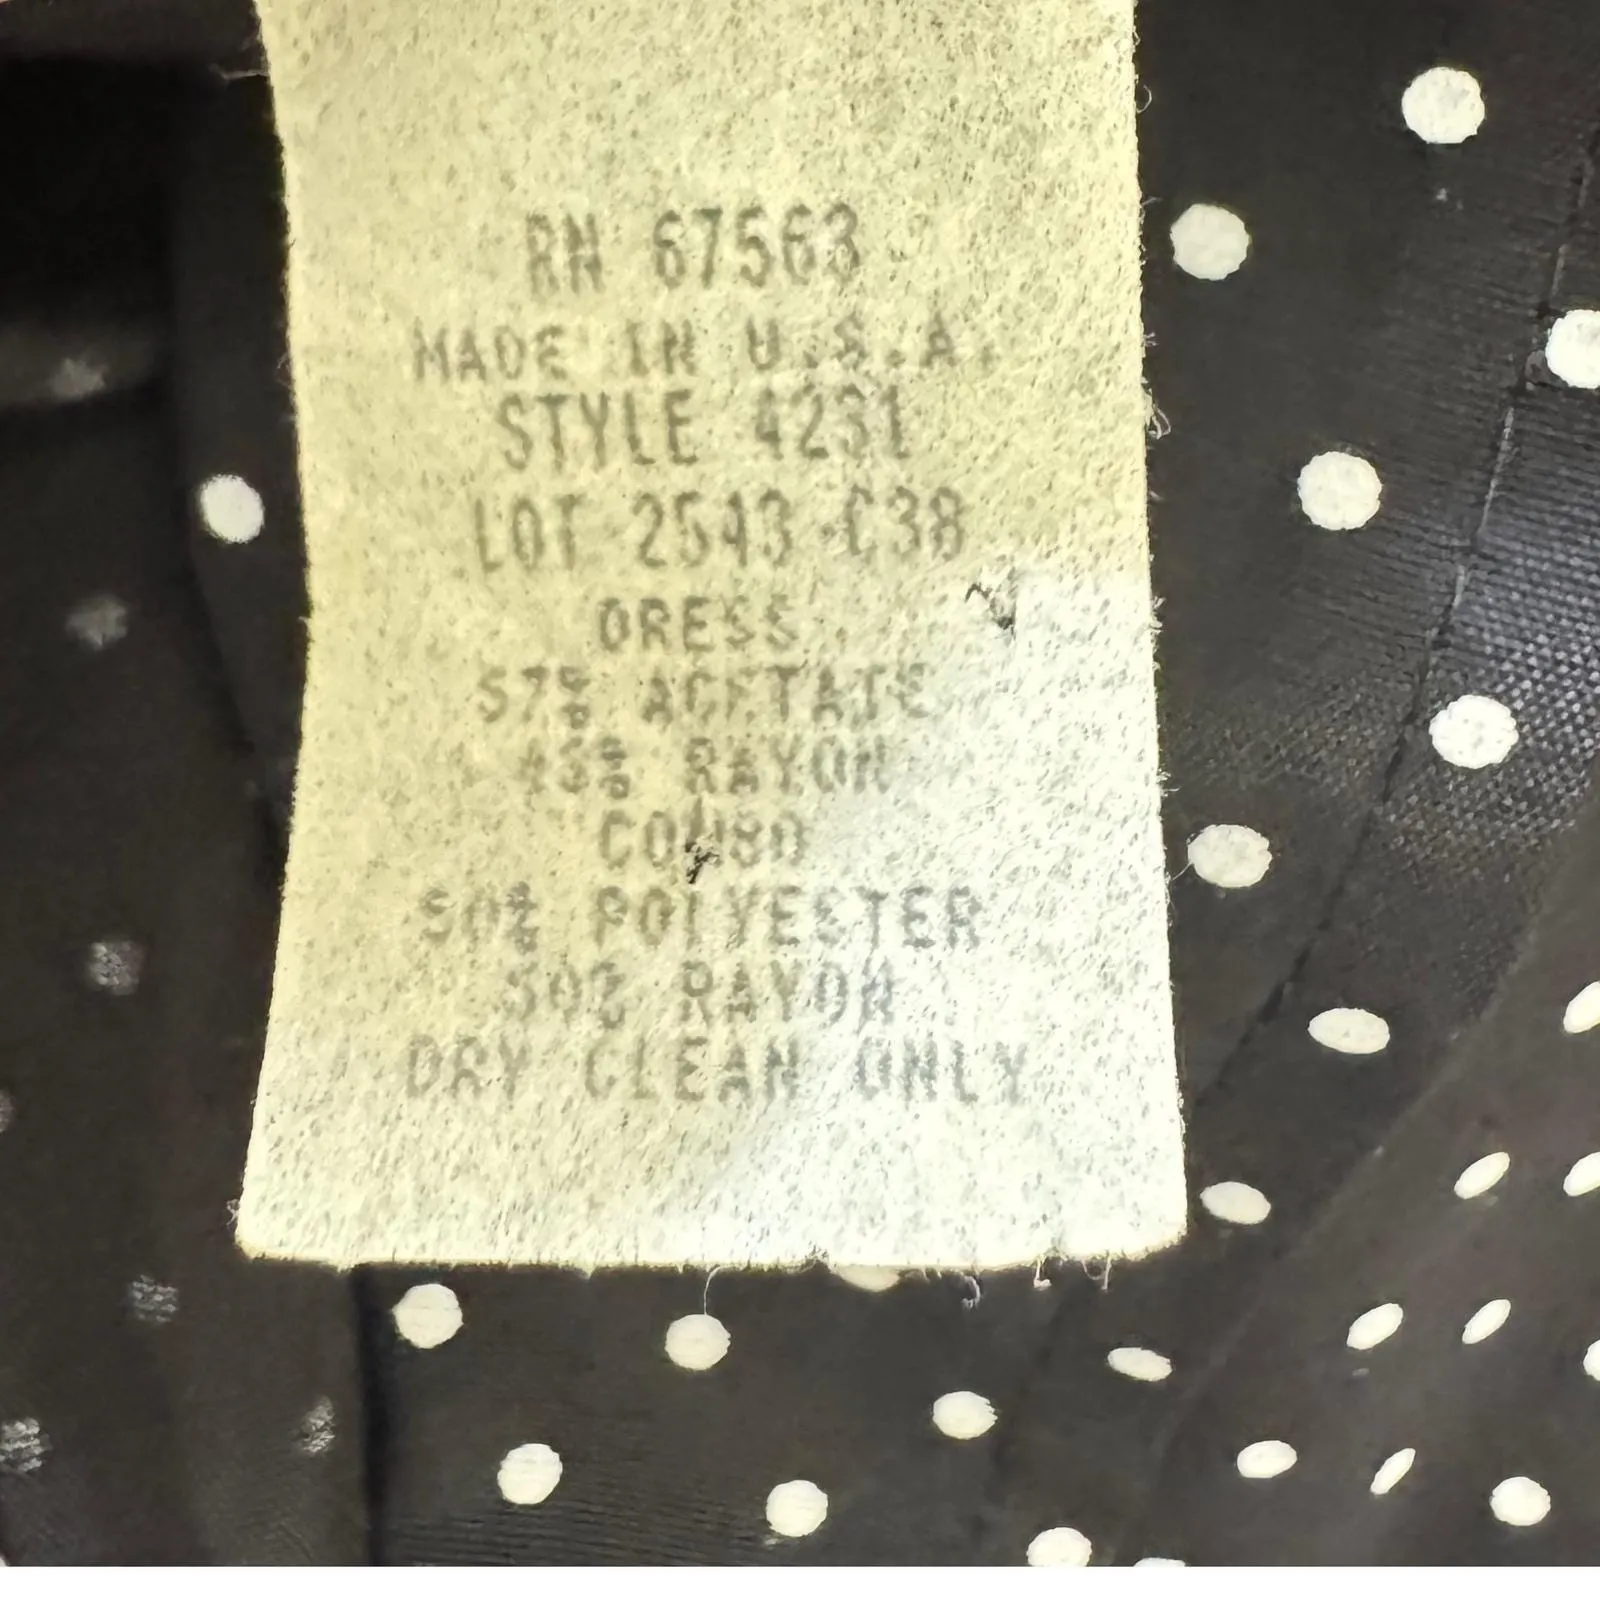 RN 67563
MADE IN U.S.A.
STYLE 4231
LOT 2543 C38
DRESS
57% ACETATE
43% RAYON
COMBO
50% POLYESTER
50% RAYON
DRY CLEAN ONLY